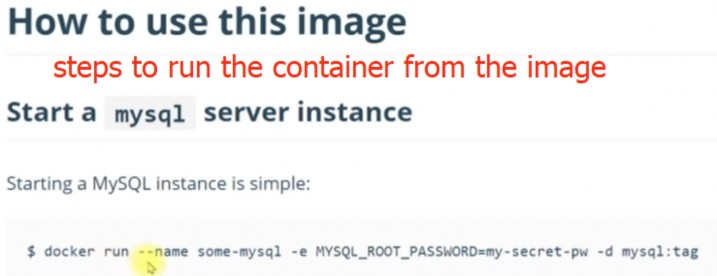 How to use this image
steps to run the container from the image
Start a mysql server instance
Starting a MySQL instance is simple:
$ docker run --name some-mysql -e MYSQL_ROOT_PASSWORD=my-secret-pw -d mysql:tag